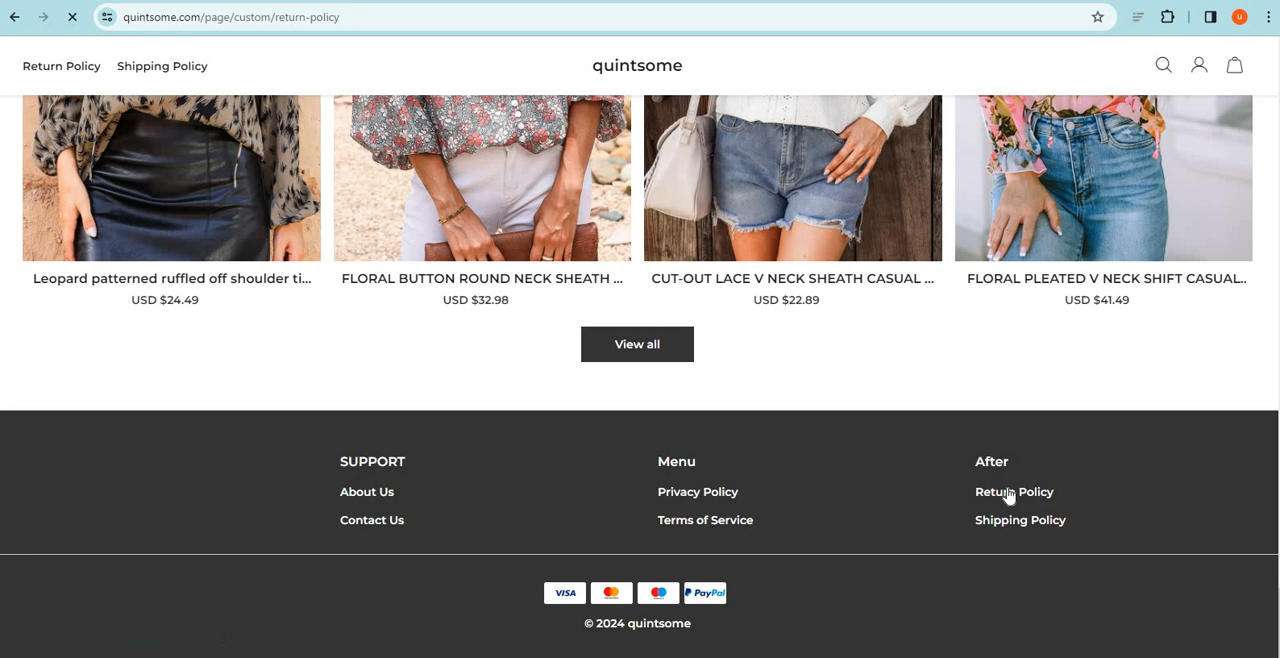 quintsome.com/page/custom/return-policy
u
Return Policy
Shipping Policy
quintsome
Leopard patterned ruffled off shoulder ti...
FLORAL BUTTON ROUND NECK SHEATH ...
CUT-OUT LACE V NECK SHEATH CASUAL ...
FLORAL PLEATED V NECK SHIFT CASUAL..
USD $24.49
USD $32.98
USD $22.89
USD $41.49
View all
SUPPORT
About Us
Contact Us
Menu
Privacy Policy
Terms of Service
After
Return Policy
Shipping Policy
VISA
PayPal
© 2024 quintsome